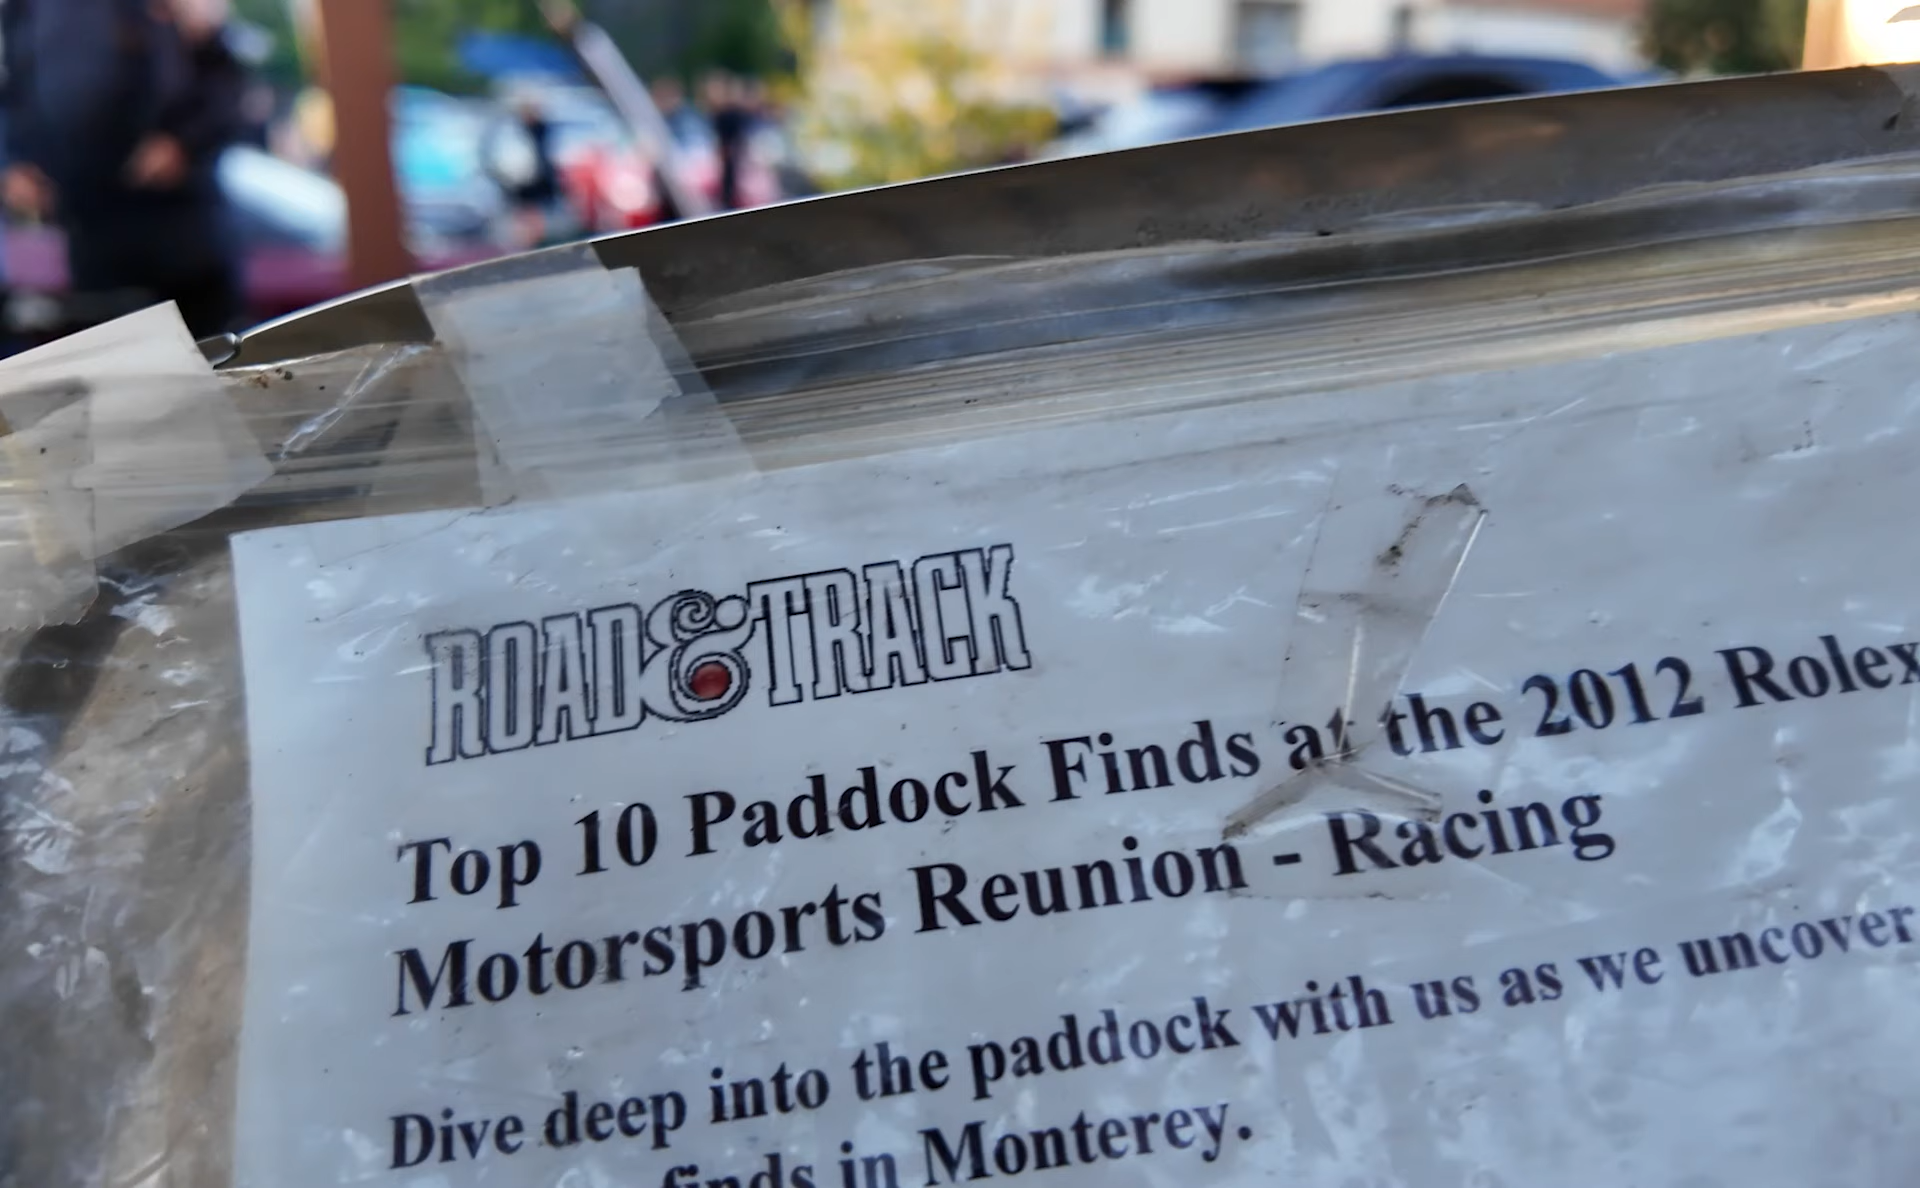 ROAD & TRACK
Top 10 Paddock Finds at the 2012 Rolex
Motorsports Reunion - Racing
Dive deep into the paddock with us as we uncover
finds in Monterey.